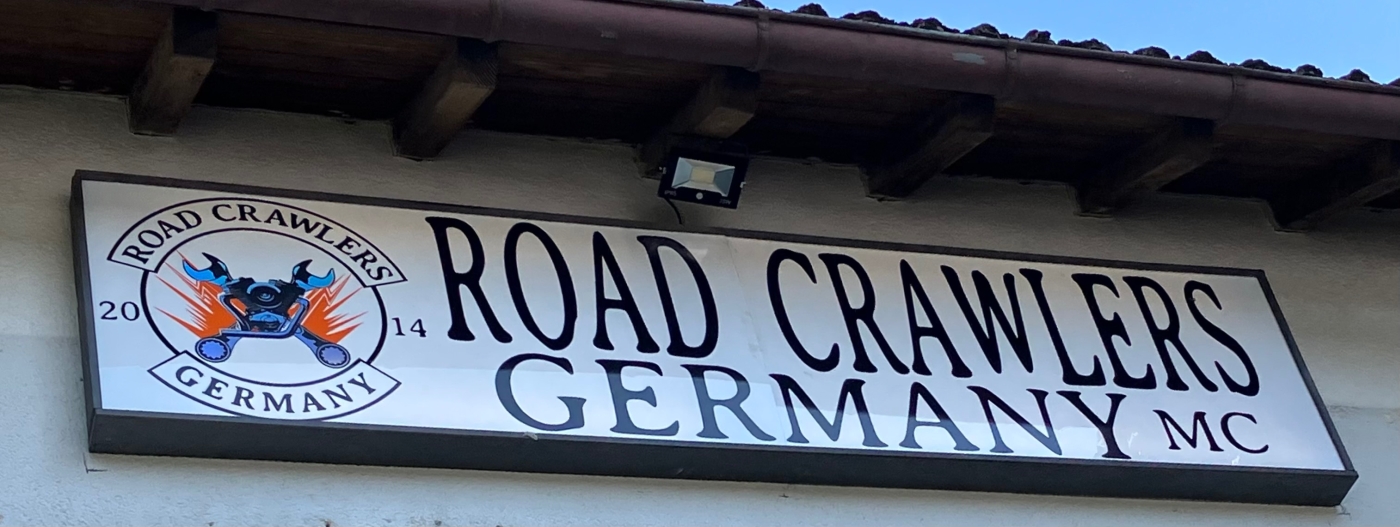 ROAD CRAWLERS
20 14
GERMANY
ROAD CRAWLERS
GERMANY MC